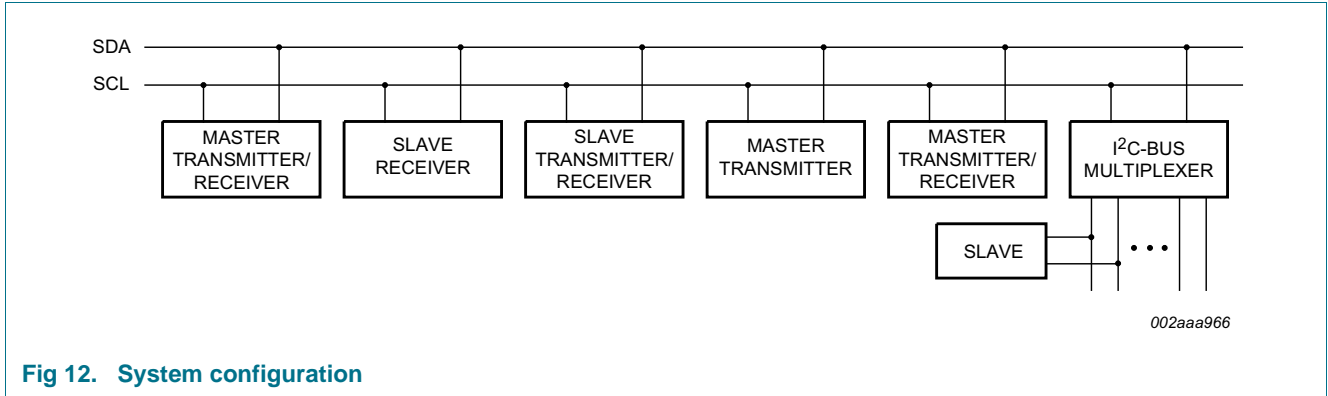 SDA
SCL
MASTER
TRANSMITTER/
RECEIVER
SLAVE
RECEIVER
SLAVE
TRANSMITTER/
RECEIVER
MASTER
TRANSMITTER
MASTER
TRANSMITTER/
RECEIVER
I²C-BUS
MULTIPLEXER
SLAVE
002aaa966
Fig 12. System configuration